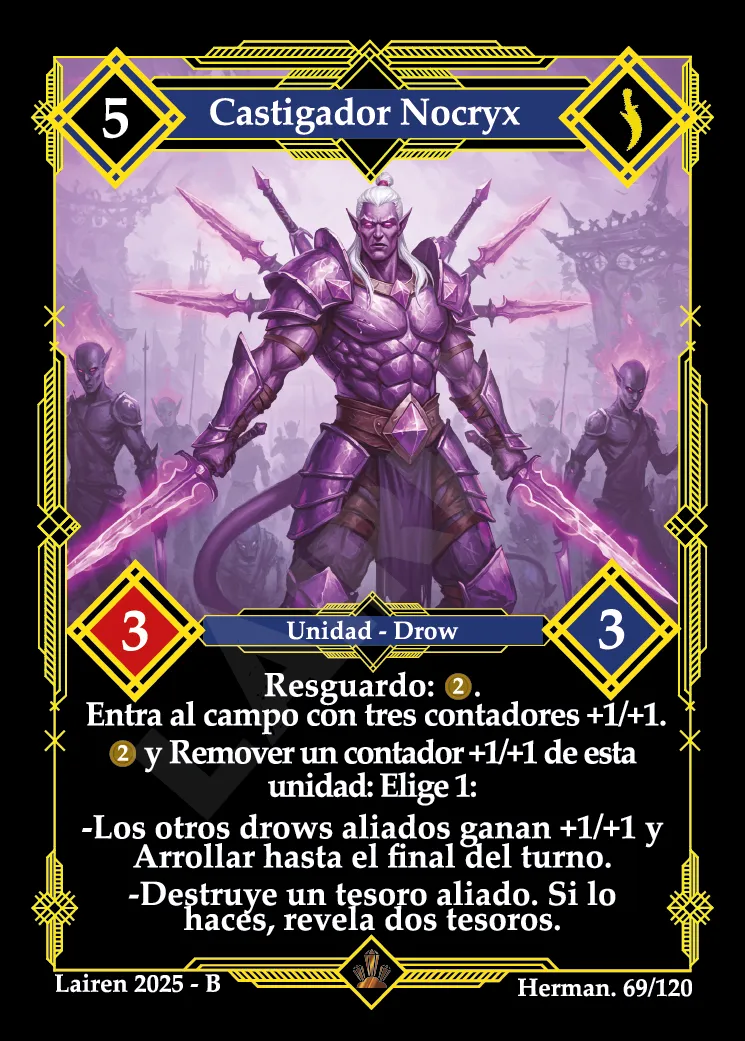 5
Castigador Nocryx
3
Unidad - Drow
3
Resguardo: 2.
Entra al campo con tres contadores +1/+1.
2 y Remover un contador +1/+1 de esta
unidad: Elige 1:
-Los otros drows aliados ganan +1/+1 y
Arrollar hasta el final del turno.
-Destruye un tesoro aliado. Si lo
haces, revela dos tesoros.
Lairen 2025 - B
Herman. 69/120